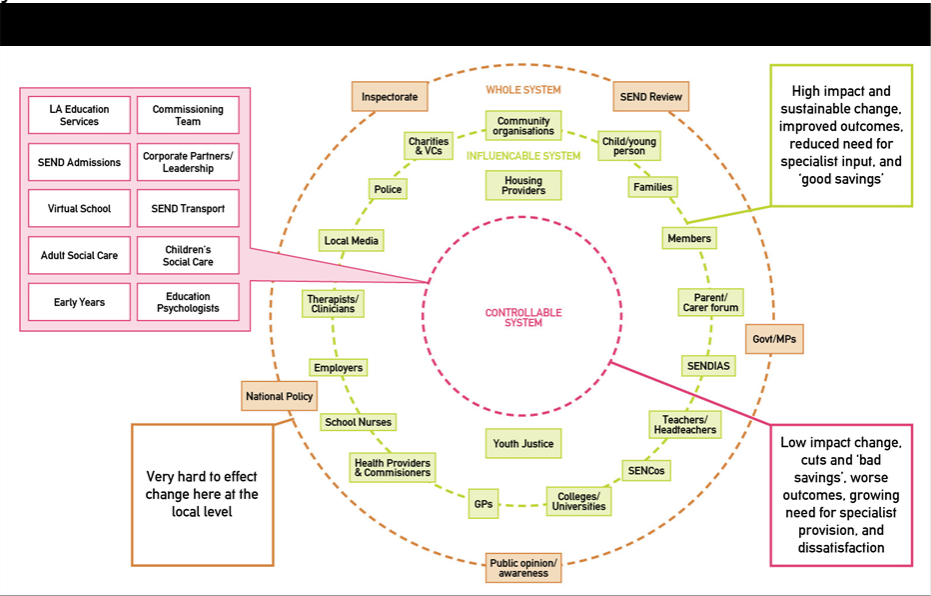 LA Education
Services
Commissioning
Team
SEND Admissions
Corporate Partners/
Leadership
Virtual School
SEND Transport
Adult Social Care
Children's
Social Care
Early Years
Education
Psychologists
Inspectorate
WHOLE SYSTEM
SEND Review
Community
organisations
Charities
& VCs
Child/young
person
INFLUENCABLE SYSTEM
Police
Housing
Providers
Families
Local Media
Members
Therapists/
Clinicians
CONTROLLABLE
SYSTEM
Parent/
Carer forum
Govt/MPs
Employers
SENDIAS
National Policy
School Nurses
Teachers/
Headteachers
Youth Justice
Health Providers
& Commisioners
SENCos
GPs
Colleges/
Universities
Public opinion/
awareness
High impact and
sustainable change,
improved outcomes,
reduced need for
specialist input, and
'good savings'
Very hard to effect
change here at the
local level
Low impact change,
cuts and 'bad
savings', worse
outcomes, growing
need for specialist
provision, and
dissatisfaction